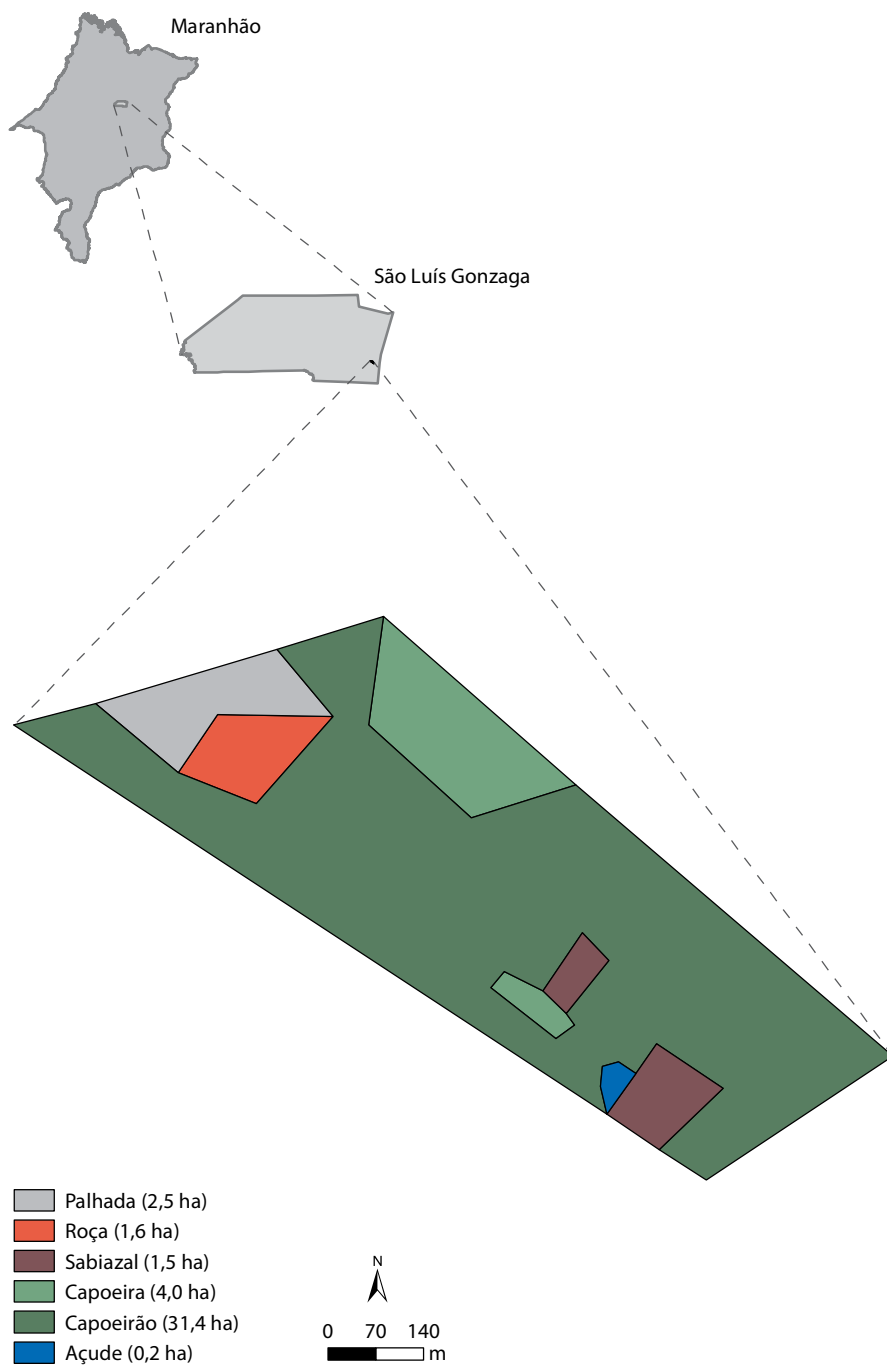 Maranhão
São Luís Gonzaga
Palhada (2,5 ha)
Roça (1,6 ha)
Sabiazal (1,5 ha)
Capoeira (4,0 ha)
Capoeirão (31,4 ha)
Açude (0,2 ha)
N
0 70 140
m